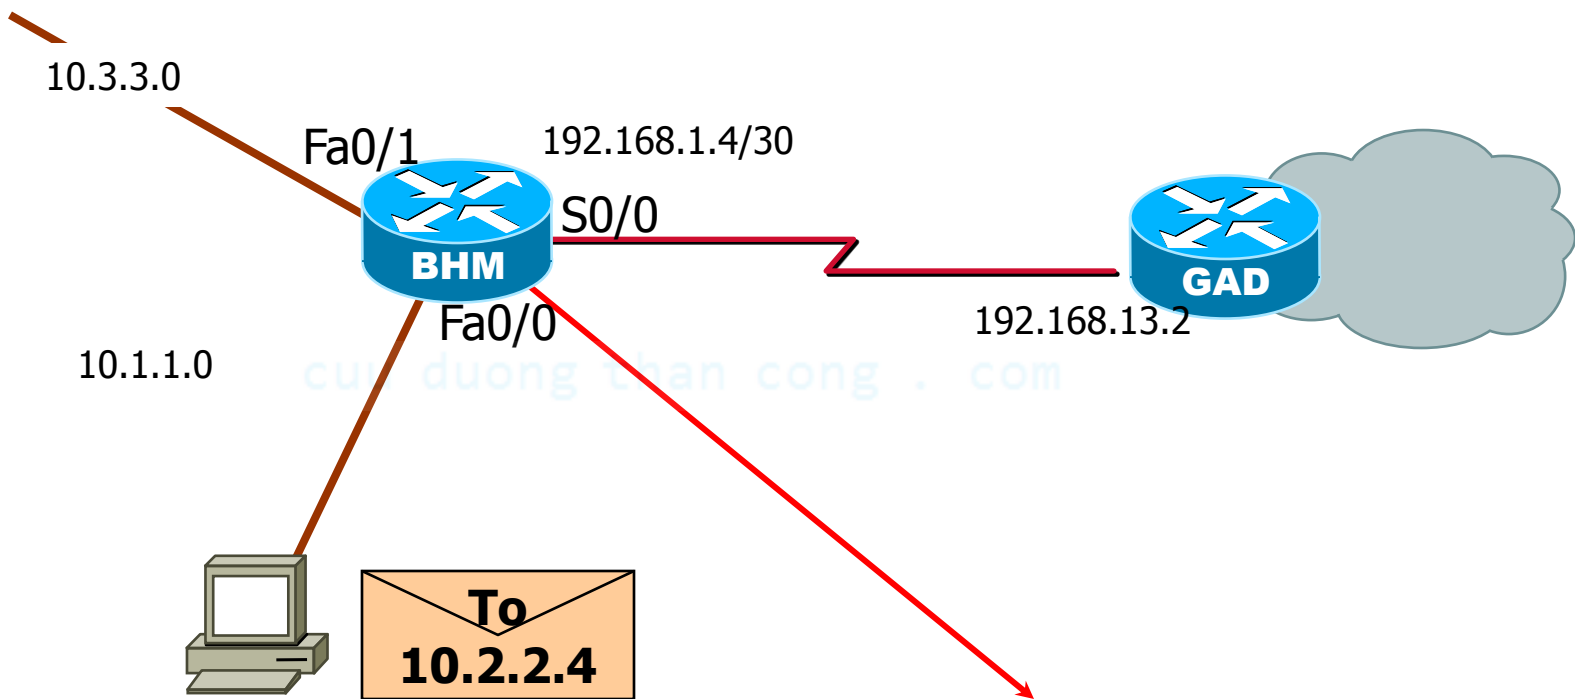 10.3.3.0
Fa0/1
192.168.1.4/30
S0/0
BHM
GAD
Fa0/0
192.168.13.2
10.1.1.0
cuu duong than cong . com
To
10.2.2.4